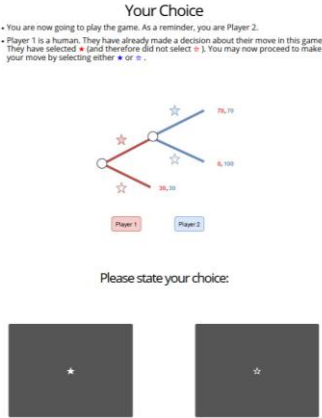 Your Choice
• You are now going to play the game. As a reminder, you are Player 2.
• Player 1 is a human. They have already made a decision about their move in this game.
They have selected ★ (and therefore did not select ☆ ). You may now proceed to make
your move by selecting either ★ or ☆ .
70, 70
0, 100
30, 30
Player 1
Player 2
Please state your choice: